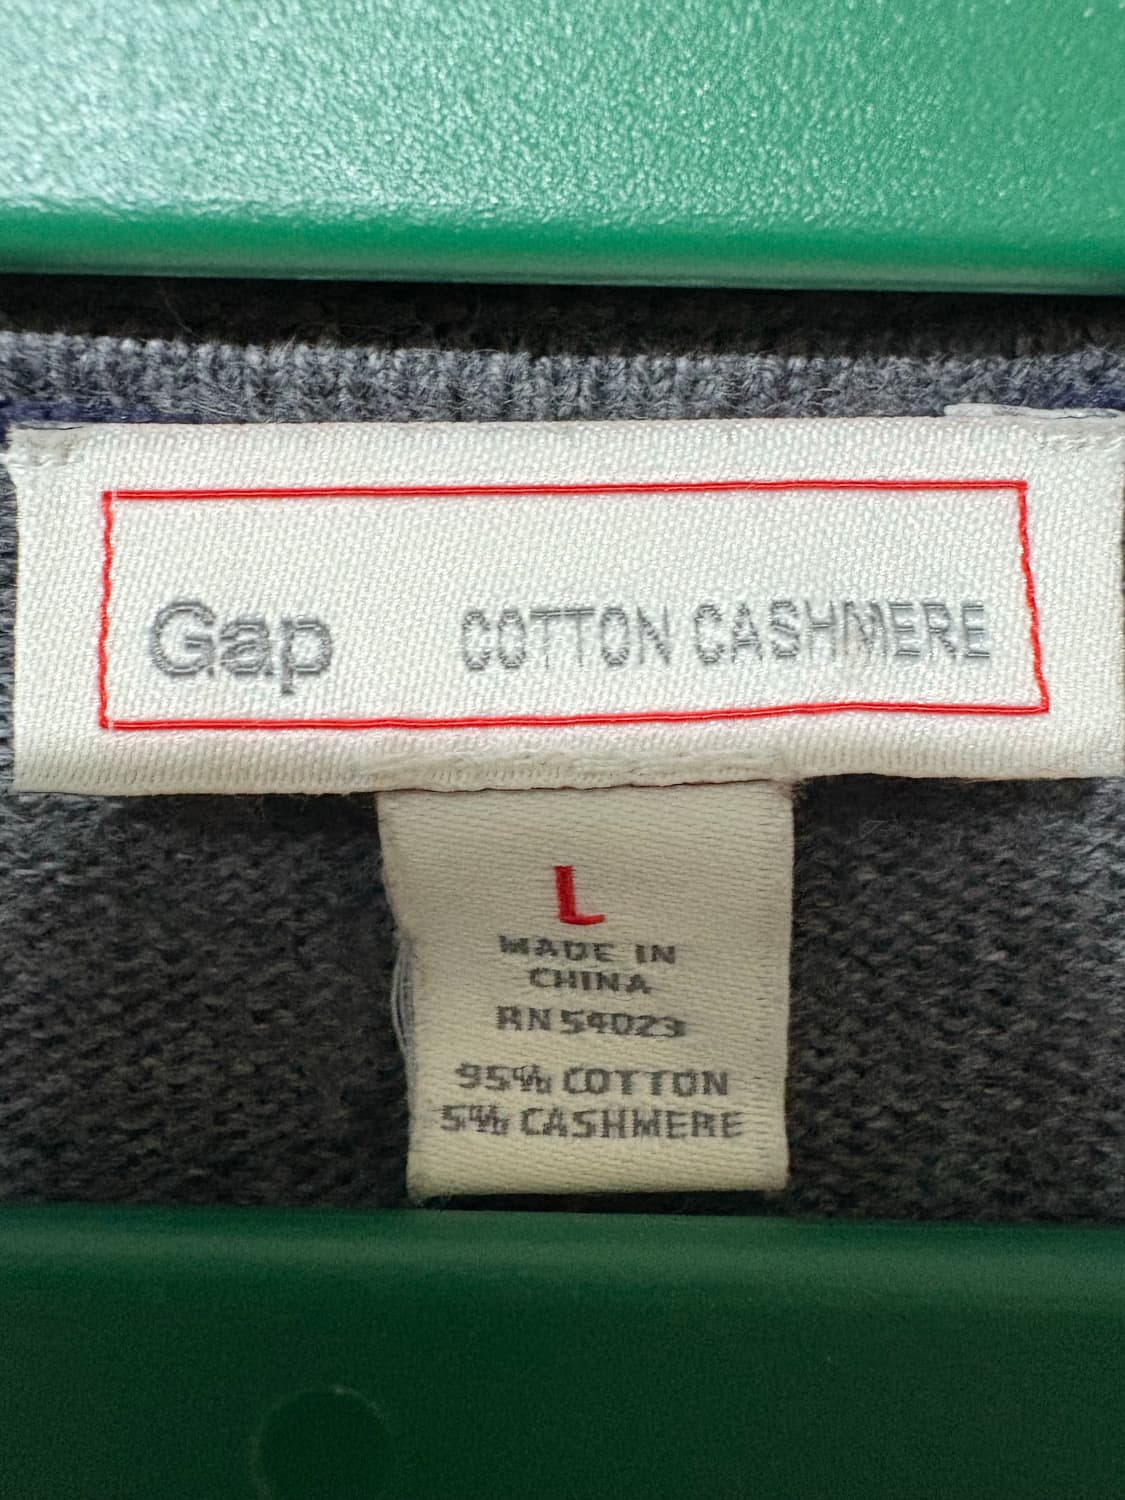 Gap COTTON CASHMERE
L
MADE IN
CHINA
RN 54023
95% COTTON
5% CASHMERE